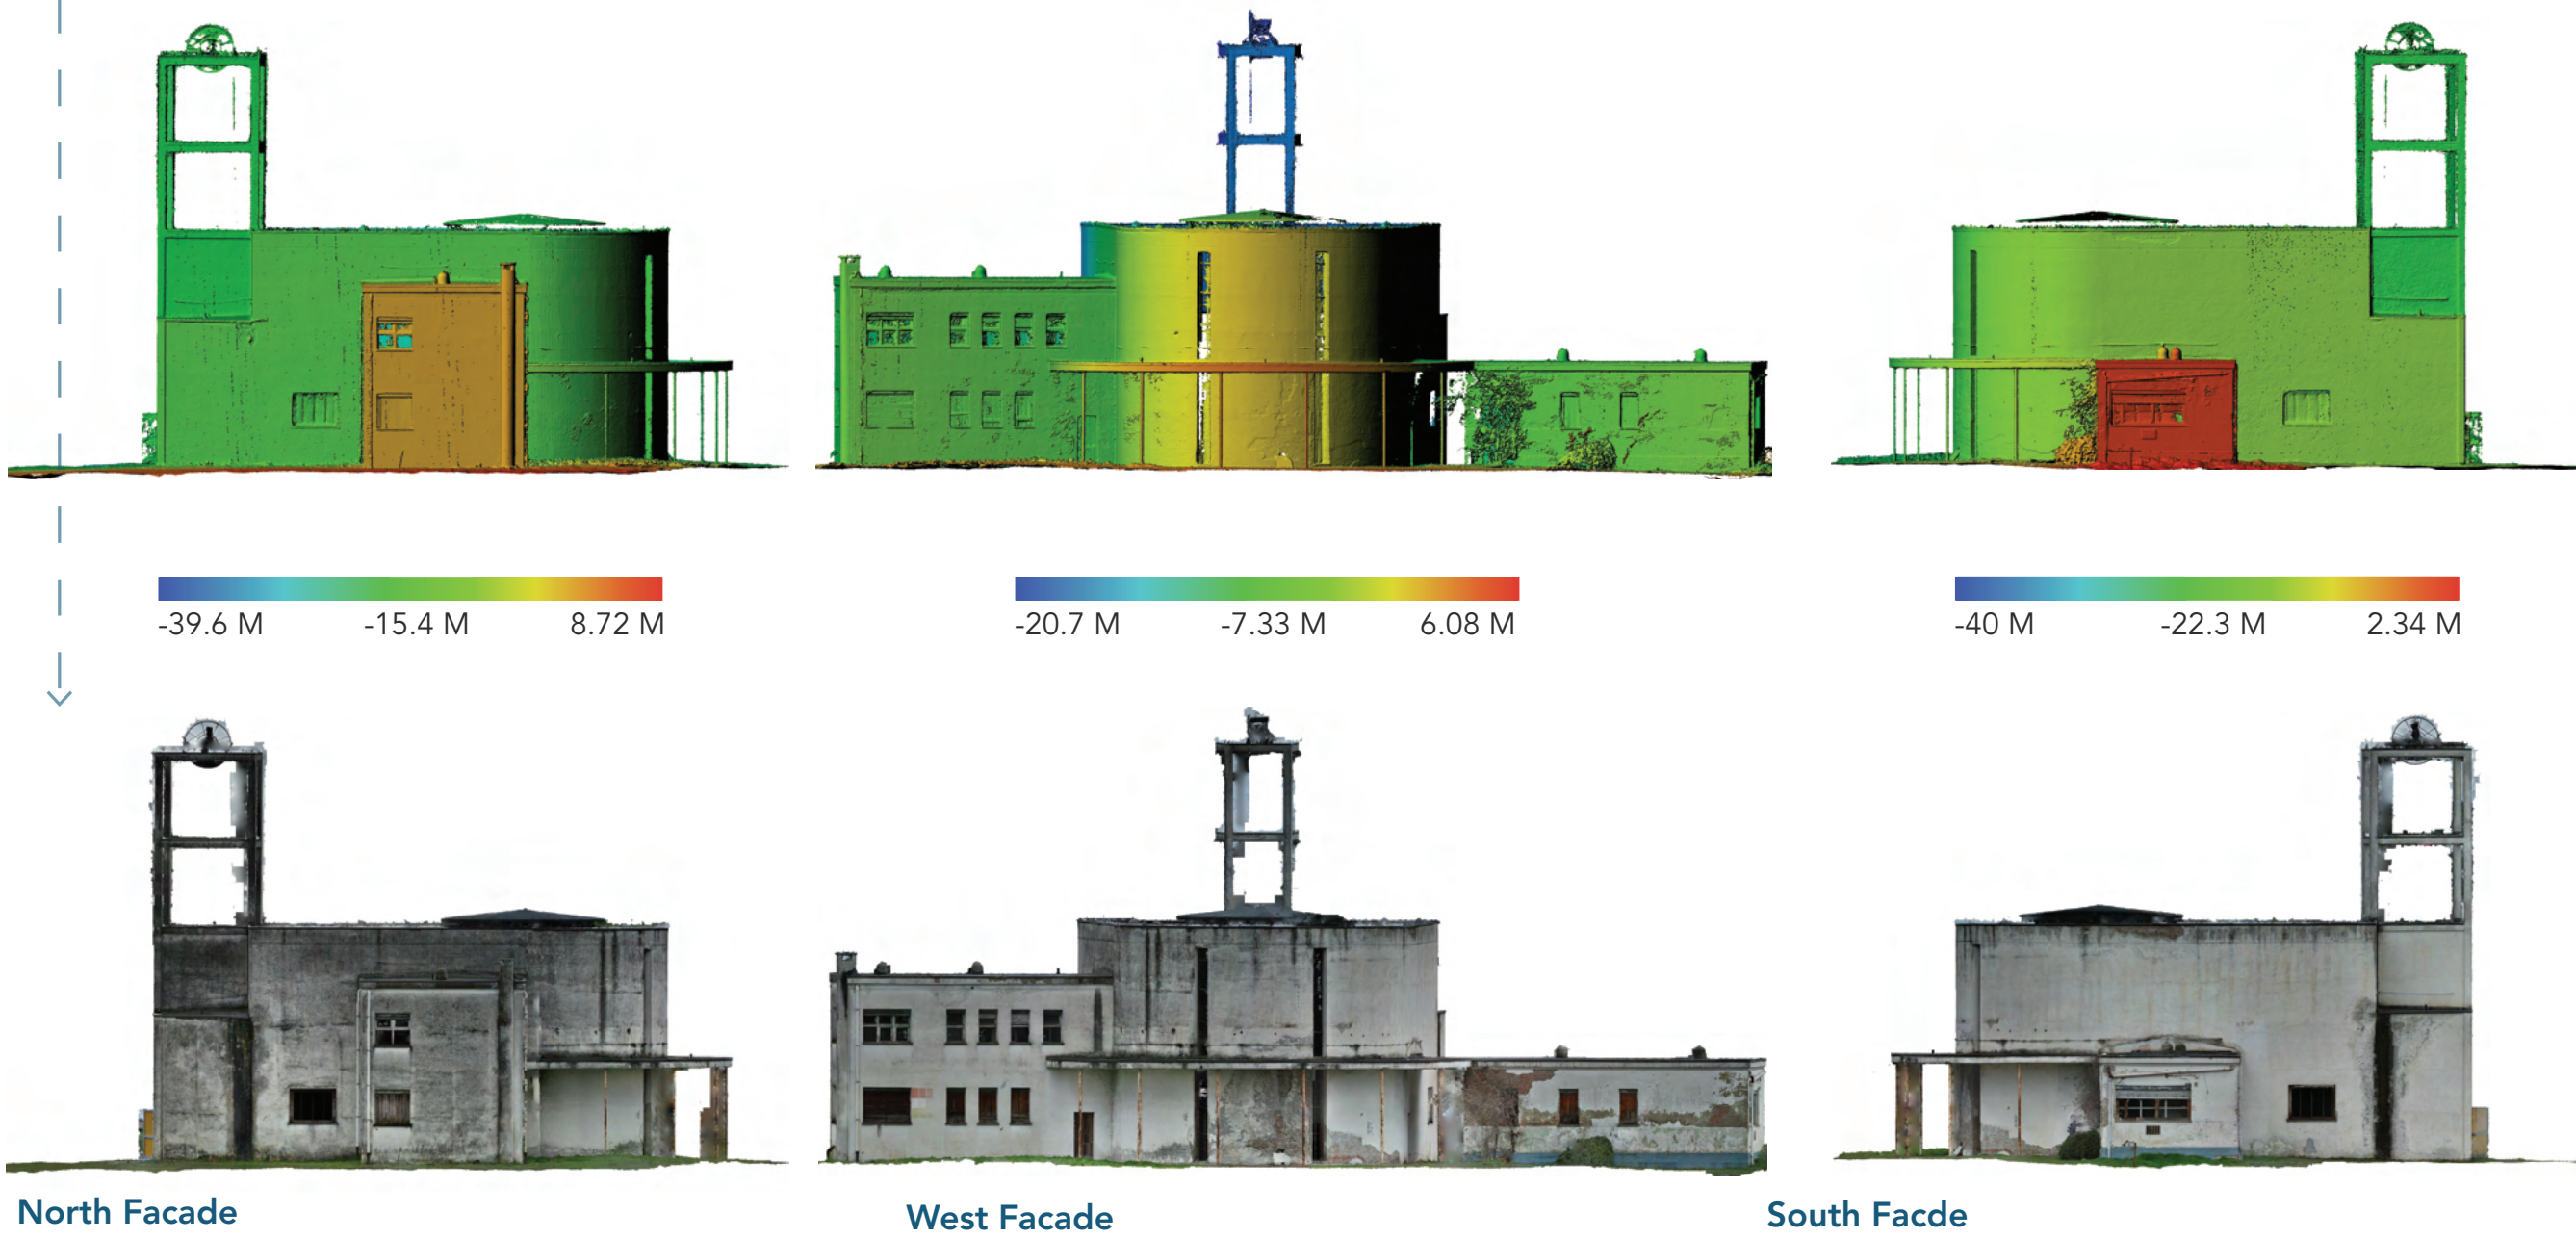 -39.6 M -15.4 M 8.72 M
-20.7 M -7.33 M 6.08 M
-40 M -22.3 M 2.34 M
North Facade
West Facade
South Facde